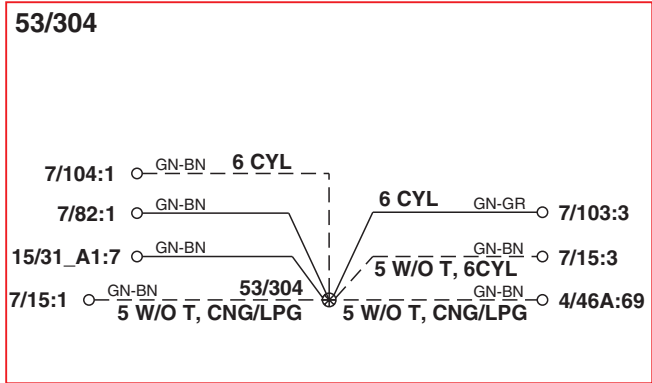 53/304
7/104:1 GN-BN 6 CYL
7/82:1 GN-BN 6 CYL GN-GR 7/103:3
15/31_A1:7 GN-BN GN-BN 7/15:3
5 W/O T, 6CYL
7/15:1 GN-BN 53/304 GN-BN 4/46A:69
5 W/O T, CNG/LPG 5 W/O T, CNG/LPG